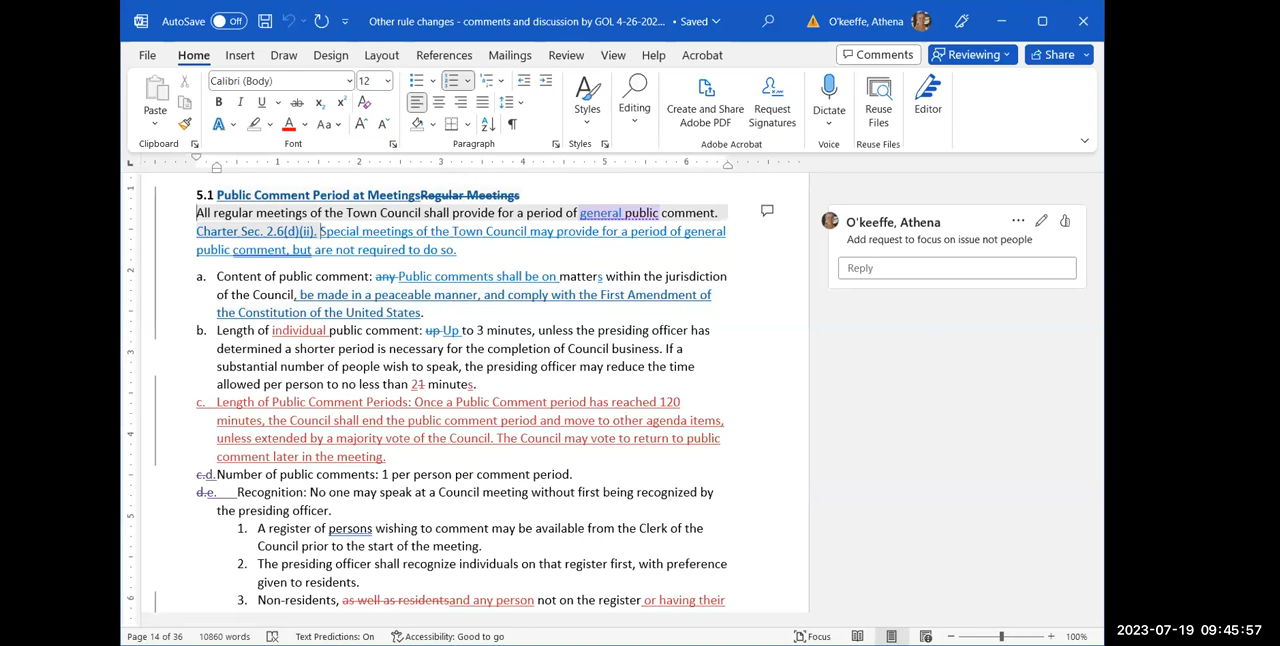 AutoSave Off Other rule changes - comments and discussion by GOL 4-26-202... • Saved O'keeffe, Athena
File Home Insert Draw Design Layout References Mailings Review View Help Acrobat Comments Reviewing Share
Calibri (Body) 12
Paste
B I U ab x₂ x² A
A A Aa A A
Styles
Editing
Create and Share
Adobe PDF
Request
Signatures
Dictate
Reuse
Files
Editor
Clipboard Font Paragraph Styles Adobe Acrobat Voice Reuse Files
1 2 3 4 5 6
5.1 Public Comment Period at MeetingsRegular Meetings
All regular meetings of the Town Council shall provide for a period of general public comment.
Charter Sec. 2.6(d)(ii). Special meetings of the Town Council may provide for a period of general
public comment, but are not required to do so.
a. Content of public comment: any Public comments shall be on matters within the jurisdiction
of the Council, be made in a peaceable manner, and comply with the First Amendment of
the Constitution of the United States.
b. Length of individual public comment: up Up to 3 minutes, unless the presiding officer has
determined a shorter period is necessary for the completion of Council business. If a
substantial number of people wish to speak, the presiding officer may reduce the time
allowed per person to no less than 21 minutes.
c. Length of Public Comment Periods: Once a Public Comment period has reached 120
minutes, the Council shall end the public comment period and move to other agenda items,
unless extended by a majority vote of the Council. The Council may vote to return to public
comment later in the meeting.
c.d.Number of public comments: 1 per person per comment period.
d.e. Recognition: No one may speak at a Council meeting without first being recognized by
the presiding officer.
1. A register of persons wishing to comment may be available from the Clerk of the
Council prior to the start of the meeting.
2. The presiding officer shall recognize individuals on that register first, with preference
given to residents.
3. Non-residents, as well as residentsand any person not on the register or having their
O'keeffe, Athena
Add request to focus on issue not people
Reply
Page 14 of 36 10860 words Text Predictions: On Accessibility: Good to go Focus 100%
2023-07-19 09:45:57